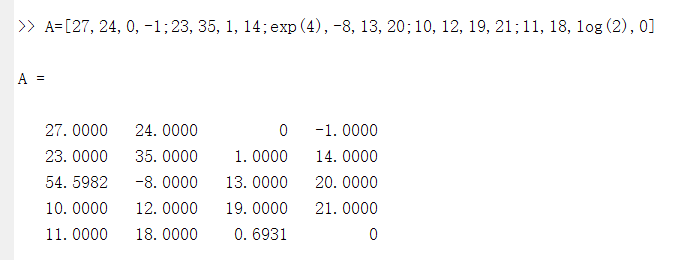 >> A=[27,24,0,-1;23,35,1,14;exp(4),-8,13,20;10,12,19,21;11,18,log(2),0]
A =
27.0000 24.0000 0 -1.0000
23.0000 35.0000 1.0000 14.0000
54.5982 -8.0000 13.0000 20.0000
10.0000 12.0000 19.0000 21.0000
11.0000 18.0000 0.6931 0